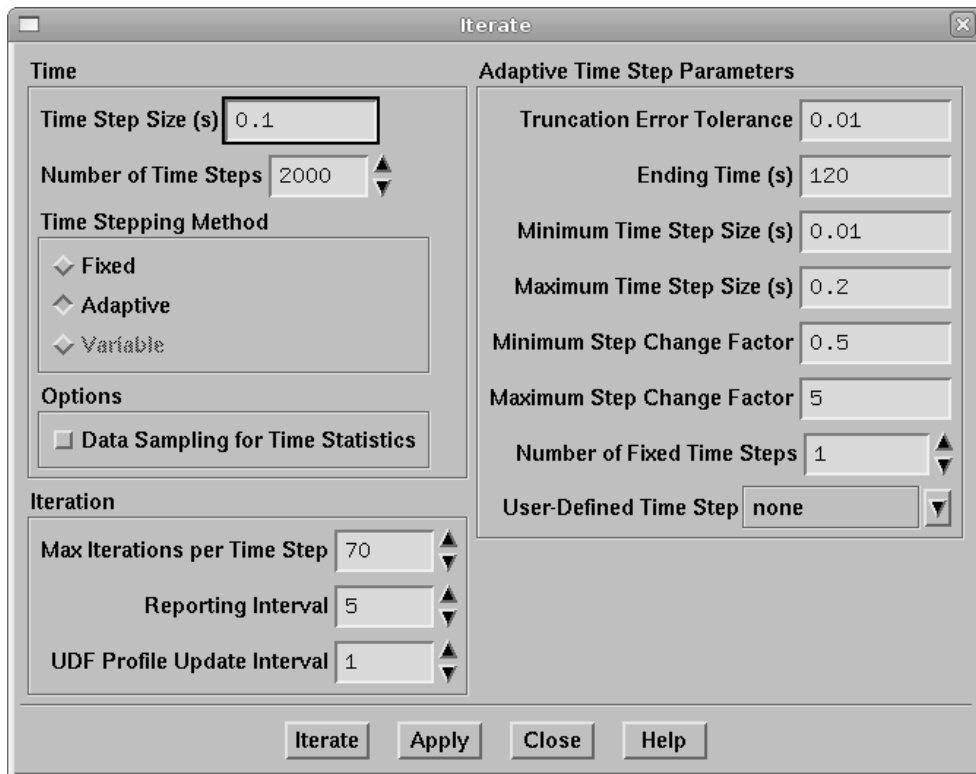 Iterate
Time
Time Step Size (s) 0.1
Number of Time Steps 2000
Time Stepping Method
Fixed
Adaptive
Variable
Options
Data Sampling for Time Statistics
Iteration
Max Iterations per Time Step 70
Reporting Interval 5
UDF Profile Update Interval 1
Adaptive Time Step Parameters
Truncation Error Tolerance 0.01
Ending Time (s) 120
Minimum Time Step Size (s) 0.01
Maximum Time Step Size (s) 0.2
Minimum Step Change Factor 0.5
Maximum Step Change Factor 5
Number of Fixed Time Steps 1
User-Defined Time Step none
Iterate Apply Close Help